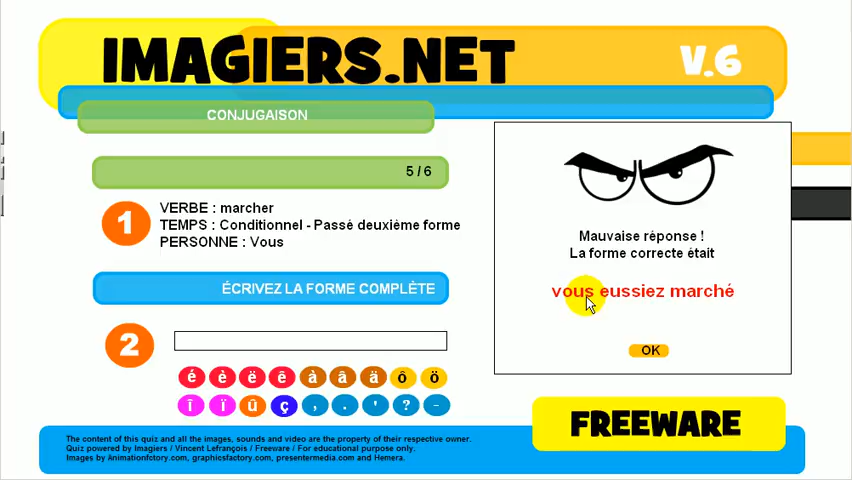 IMAGIERS.NET
V.6
CONJUGAISON
5 / 6
1
VERBE : marcher
TEMPS : Conditionnel - Passé deuxième forme
PERSONNE : Vous
ÉCRIVEZ LA FORME COMPLÈTE
2
é è ë ê à â ä ô ö
î ï û ç , . ' ? -
Mauvaise réponse !
La forme correcte était
vous eussiez marché
OK
FREEWARE
The content of this quiz and all the images, sounds and video are the property of their respective owner.
Quiz powered by Imagiers / Vincent Lefrançois / Freeware / For educational purpose only.
Images by Animationfctory.com, graphicsfactory.com, presentermedia.com and Hemera.